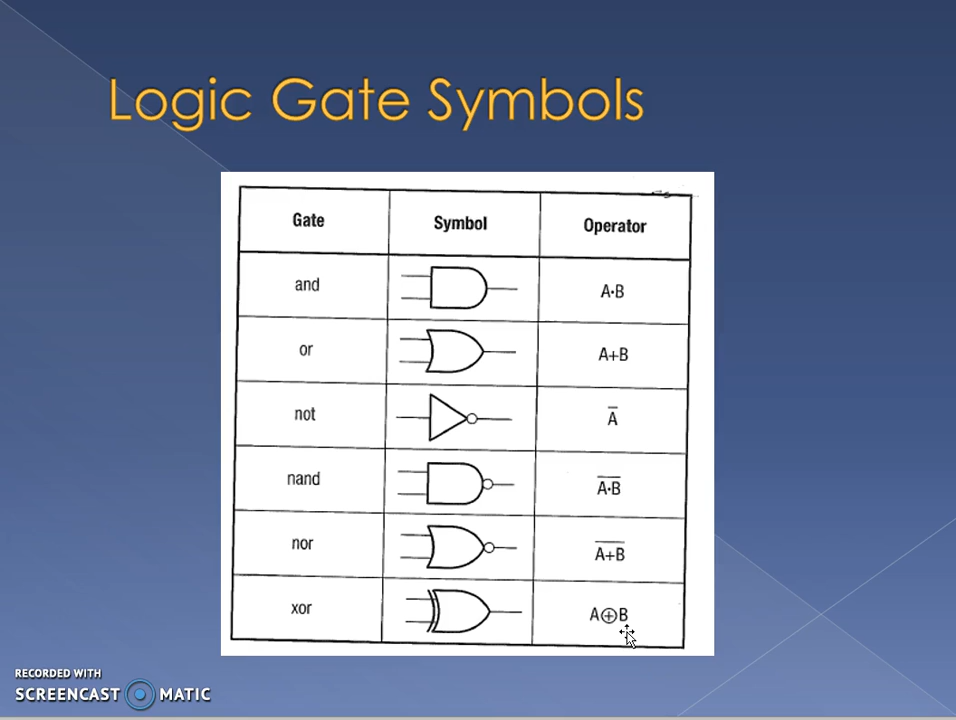 Logic Gate Symbols
Gate Symbol Operator
and A·B
or A+B
not A̅
nand A̅·̅B̅
nor A̅+̅B̅
xor A⊕B
RECORDED WITH
SCREENCAST MATIC